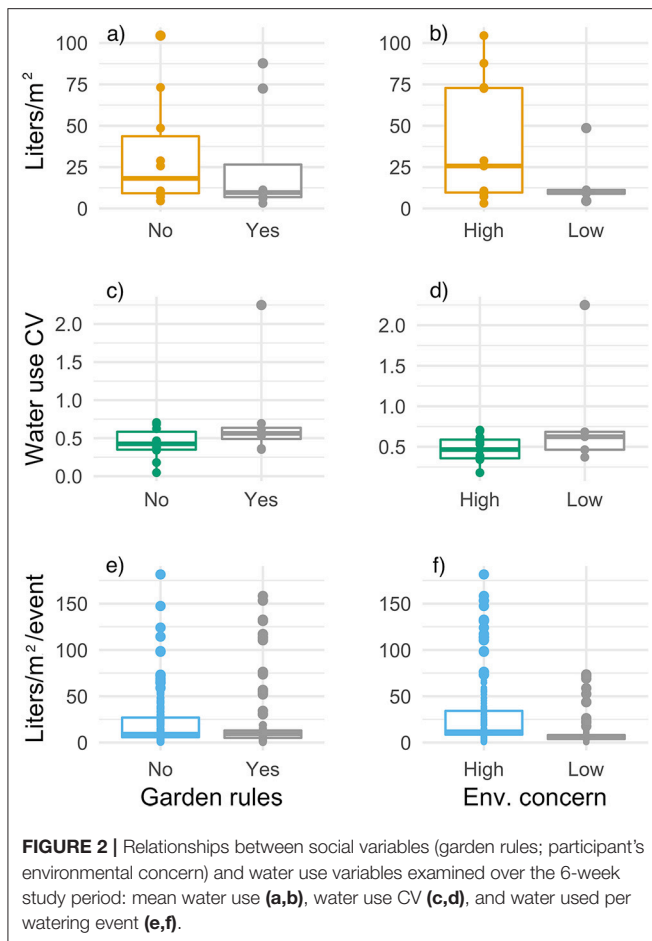 a)
b)
Liters/m²
100
75
50
25
0
No
Yes
100
75
50
25
0
High
Low
c)
d)
Water use CV
2.0
1.5
1.0
0.5
0.0
No
Yes
2.0
1.5
1.0
0.5
High
Low
e)
f)
Liters/m²/event
150
100
50
0
No
Yes
Garden rules
150
100
50
0
High
Low
Env. concern
FIGURE 2 | Relationships between social variables (garden rules; participant's
environmental concern) and water use variables examined over the 6-week
study period: mean water use (a,b), water use CV (c,d), and water used per
watering event (e,f).